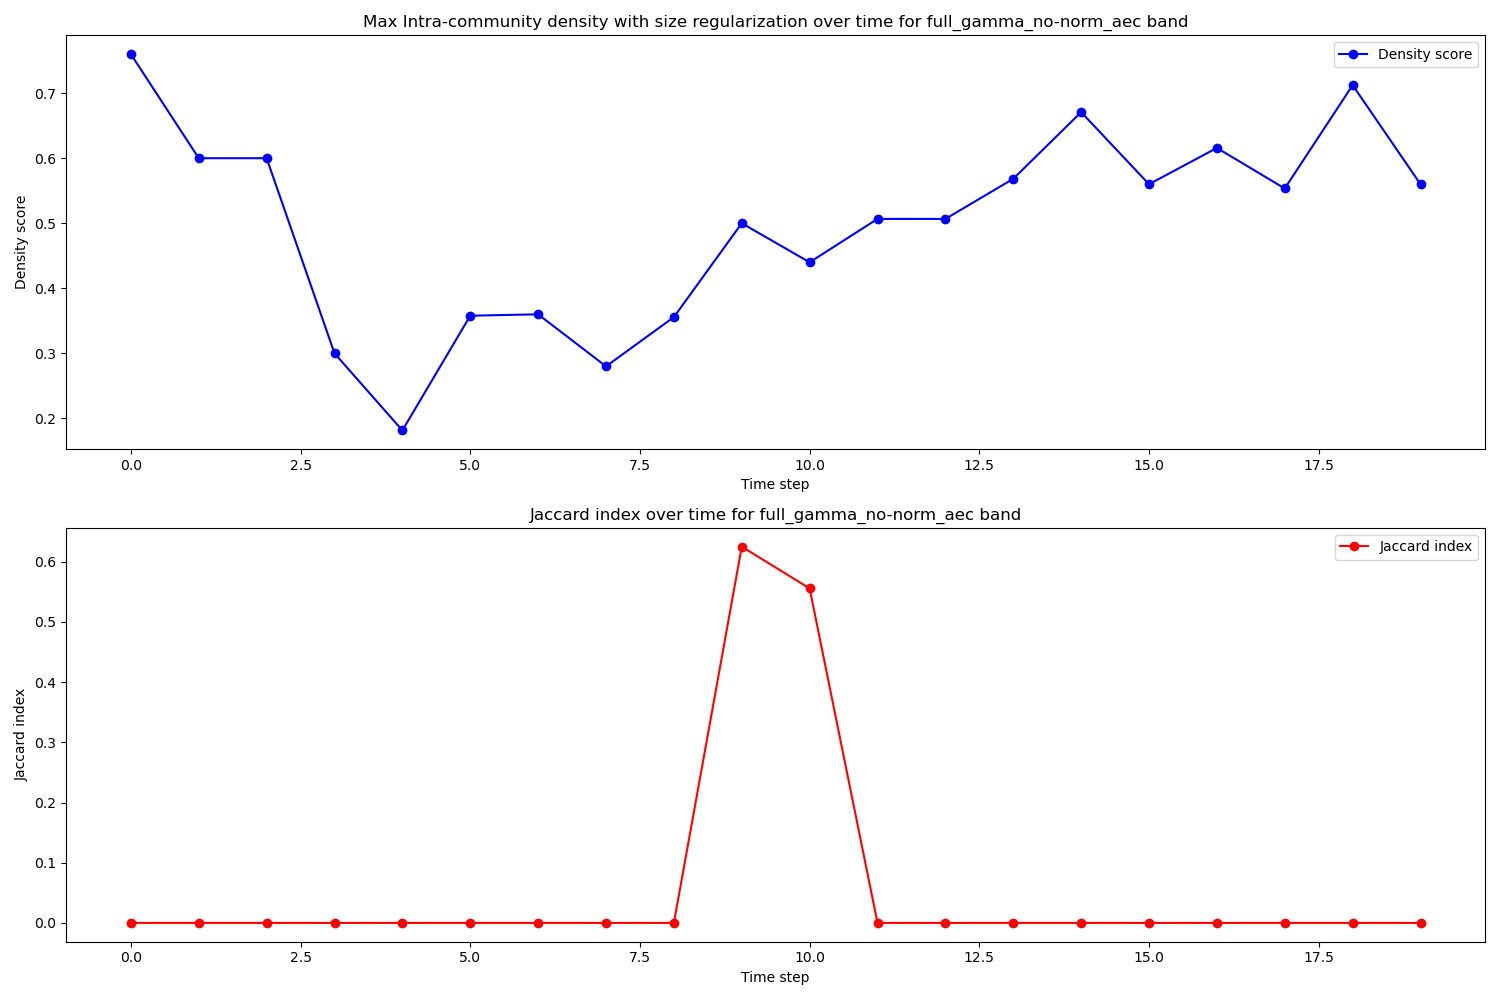 Max Intra-community density with size regularization over time for full_gamma_no-norm_aec band
Density score
0.7
0.6
0.5
0.4
0.3
0.2
Density score
0.0 2.5 5.0 7.5 10.0 12.5 15.0 17.5
Time step
Jaccard index over time for full_gamma_no-norm_aec band
Jaccard index
0.6
0.5
0.4
0.3
0.2
0.1
0.0
Jaccard index
0.0 2.5 5.0 7.5 10.0 12.5 15.0 17.5
Time step